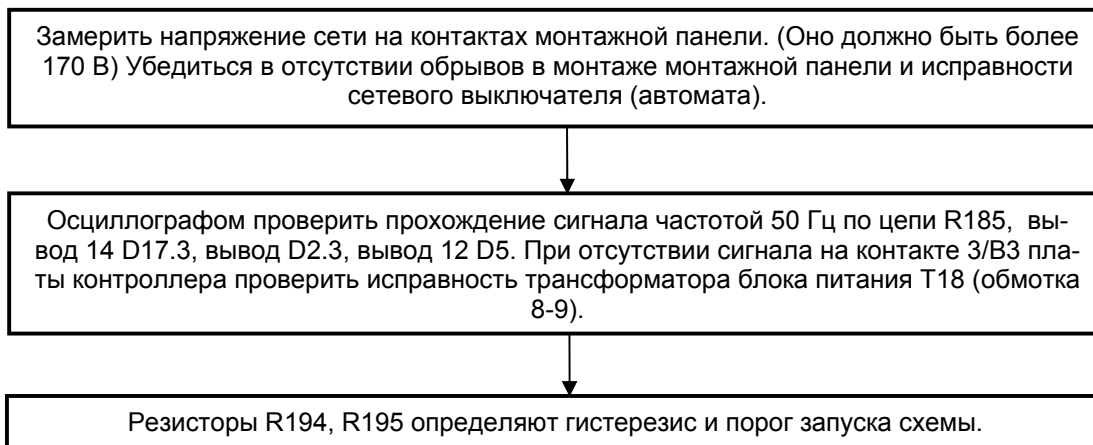 Замерить напряжение сети на контактах монтажной панели. (Оно должно быть более
170 В) Убедиться в отсутствии обрывов в монтаже монтажной панели и исправности
сетевого выключателя (автомата).
Осциллографом проверить прохождение сигнала частотой 50 Гц по цепи R185, вы-
вод 14 D17.3, вывод D2.3, вывод 12 D5. При отсутствии сигнала на контакте 3/В3 пла-
ты контроллера проверить исправность трансформатора блока питания Т18 (обмотка
8-9).
Резисторы R194, R195 определяют гистерезис и порог запуска схемы.